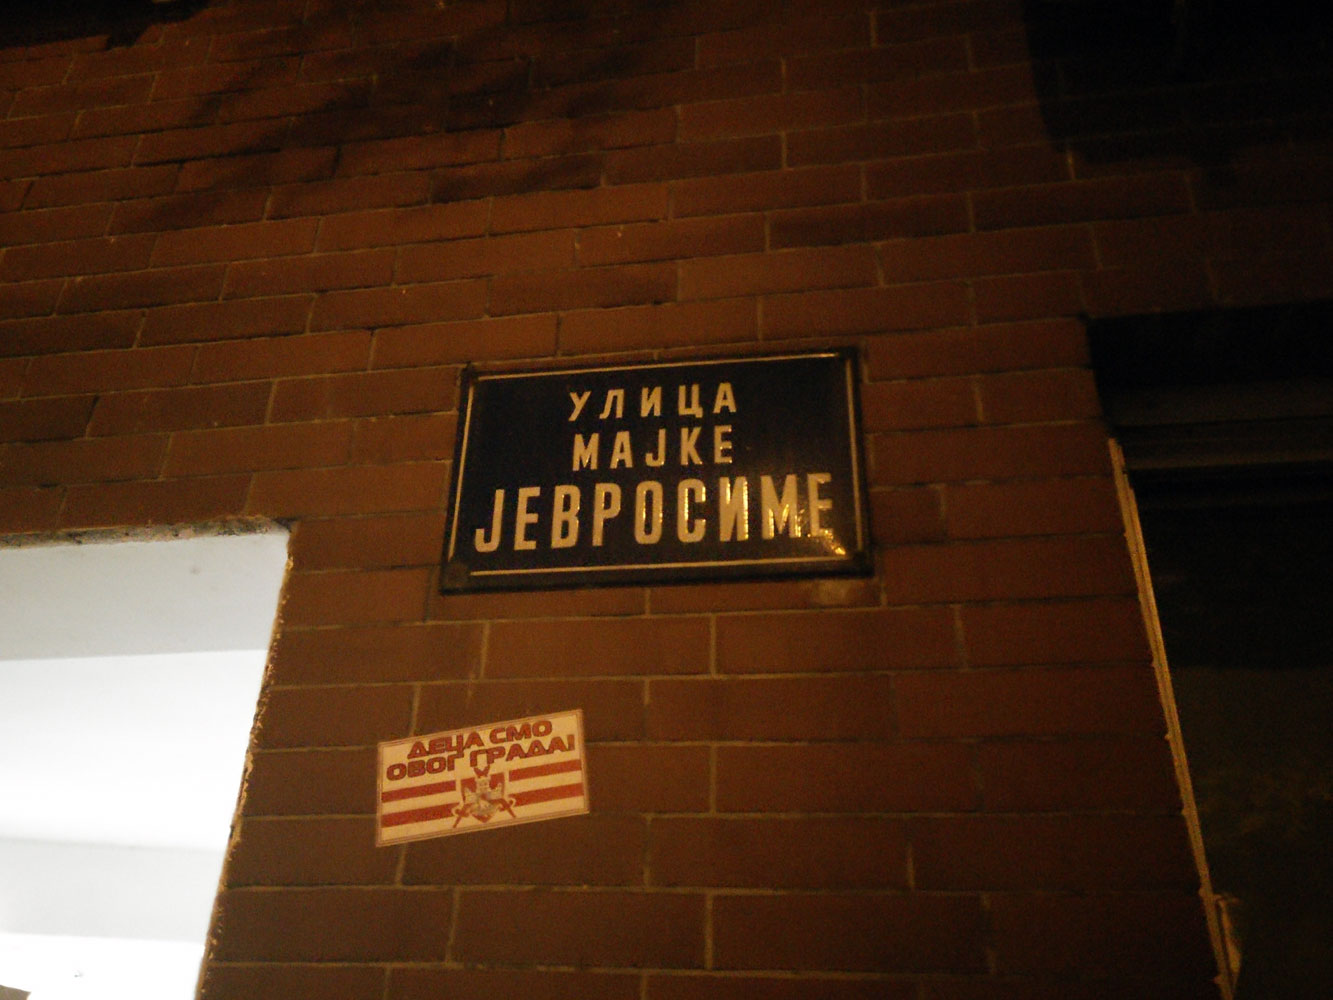 УЛИЦА
МАЈКЕ
ЈЕВРОСИМЕ
ДЕЦА СМО
ОВОГ ГРАДА!